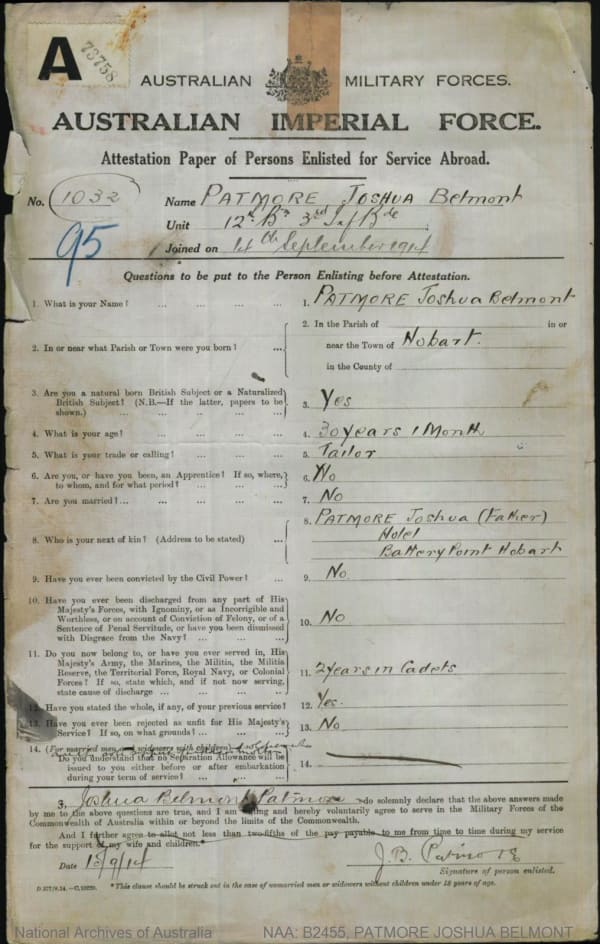 A
73758
AUSTRALIAN MILITARY FORCES.
AUSTRALIAN IMPERIAL FORCE.
Attestation Paper of Persons Enlisted for Service Abroad.
No. 1032 Name PATMORE JOSHUA Belmont
95
Unit 12th Bn 3rd Inf Bde
Joined on 14th September 1914
Questions to be put to the Person Enlisting before Attestation.
1. What is your Name? ... ... ... ... 1. PATMORE Joshua Belmont
2. In or near what Parish or Town were you born? ... 2. In the Parish of in or
near the Town of Hobart.
in the County of
3. Are you a natural born British Subject or a Naturalized
British Subject? (N.B.—If the latter, papers to be
shown.) ... ... ... ... ... 3. Yes
4. What is your age? ... ... ... ... 4. 30 years 1 Month
5. What is your trade or calling? ... ... ... 5. Tailor
6. Are you, or have you been, an Apprentice? If so, where,
to whom, and for what period? ... ... ... 6. No
7. Are you married? ... ... ... ... ... 7. No
8. Who is your next of kin? (Address to be stated) ... 8. PATMORE Joshua (Father)
Hotel
Battery Point Hobart
9. Have you ever been convicted by the Civil Power? ... 9. No
10. Have you ever been discharged from any part of His
Majesty's Forces, with Ignominy, or as Incorrigible and
Worthless, or on account of Conviction of Felony, or of a
Sentence of Penal Servitude, or have you been dismissed
with Disgrace from the Navy? ... ... ... 10. No
11. Do you now belong to, or have you ever served in, His
Majesty's Army, the Marines, the Militia, the Militia
Reserve, the Territorial Force, Royal Navy, or Colonial
Forces? If so, state which, and if not now serving,
state cause of discharge ... ... ... ... 11. 2 years in Cadets
12. Have you stated the whole, if any, of your previous service? 12. Yes.
13. Have you ever been rejected as unfit for His Majesty's
Service? If so, on what grounds? ... ... 13. No
14. (For married men and widowers with children)
Do you understand that no Separation Allowance will be
issued to you either before or after embarkation
during your term of service? ... ... ... 14.
3, Joshua Belmont Patmore do solemnly declare that the above answers made
by me to the above questions are true, and I am willing and hereby voluntarily agree to serve in the Military Forces of the
Commonwealth of Australia within or beyond the limits of the Commonwealth.
And I further agree to allot not less than two-fifths of the pay payable to me from time to time during my service
for the support of my wife and children.*
Date J. B. Patmore
Signature of person enlisted.
* This clause should be struck out in the case of unmarried men or widowers without children under 18 years of age.
National Archives of Australia NAA: B2455, PATMORE JOSHUA BELMONT